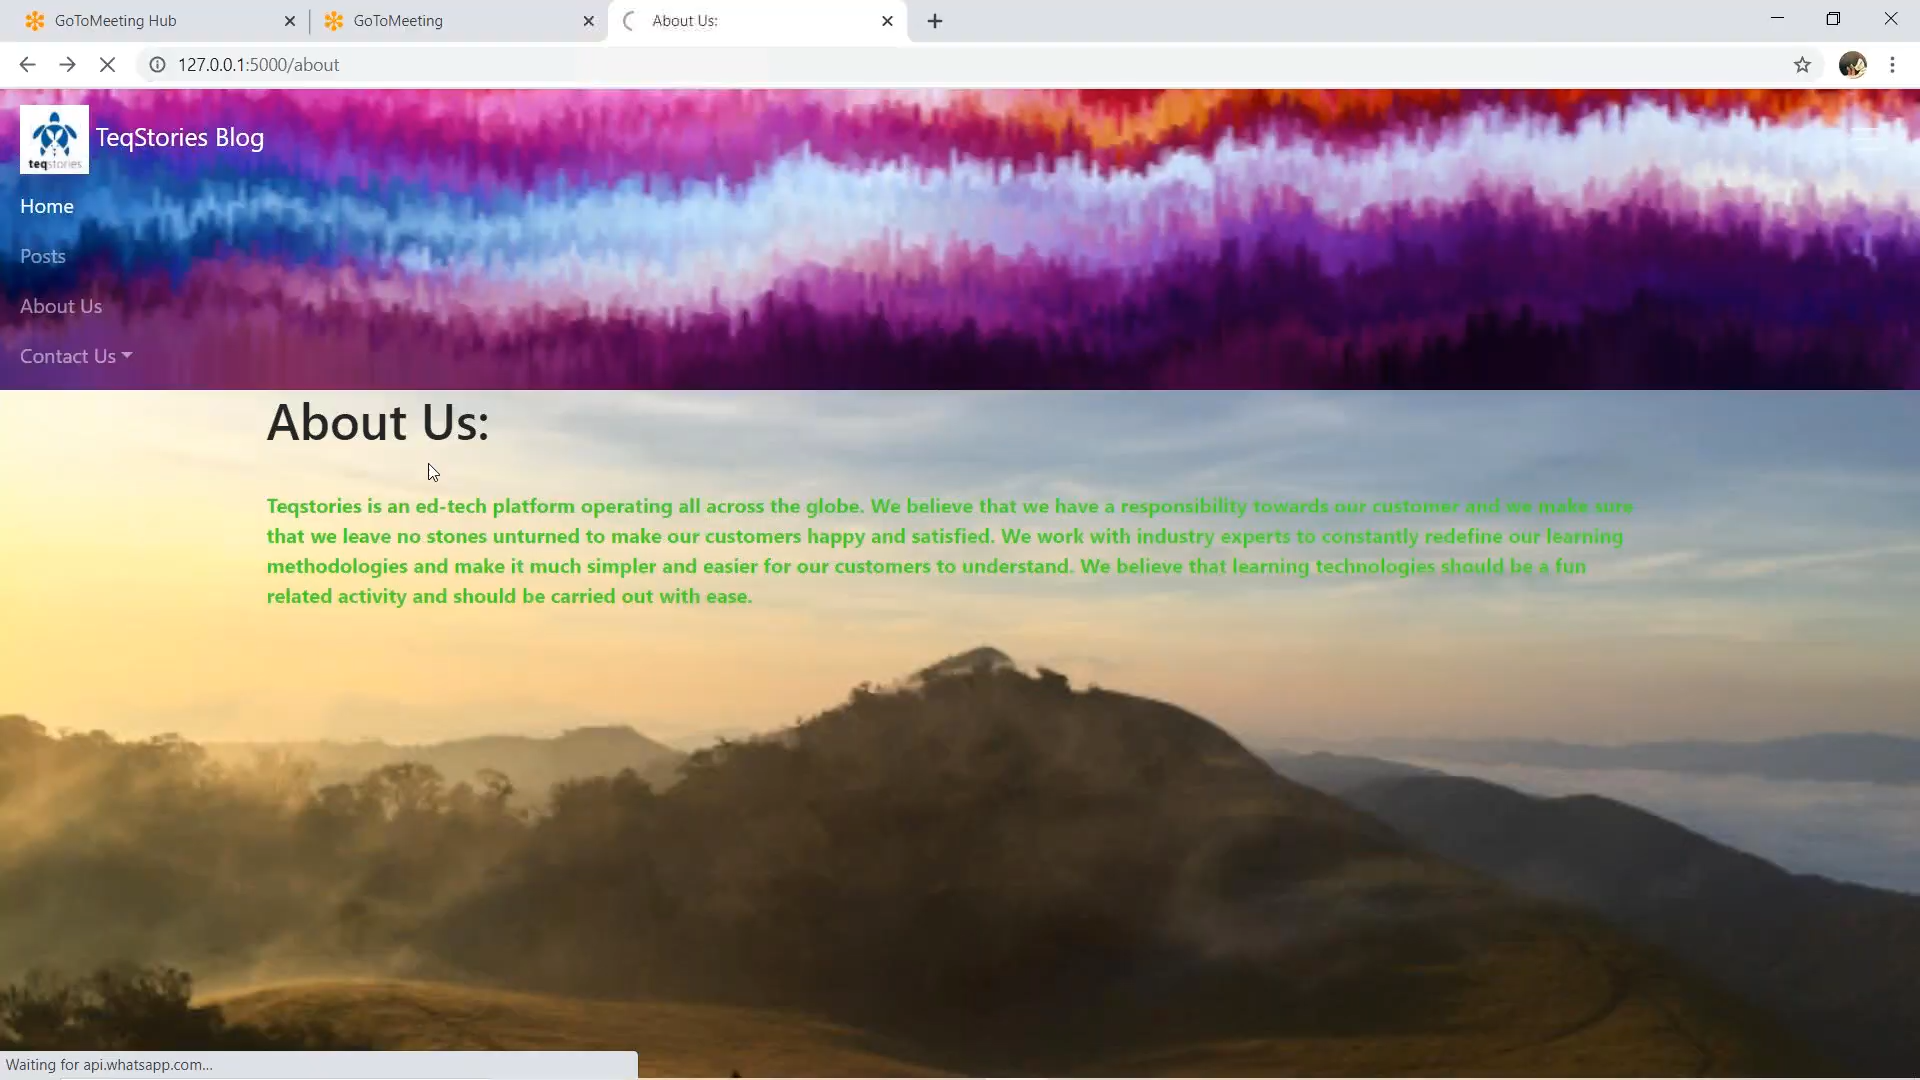 GoToMeeting Hub
GoToMeeting
About Us:
127.0.0.1:5000/about
teqstories
TeqStories Blog
Home
Posts
About Us
Contact Us
About Us:
Teqstories is an ed-tech platform operating all across the globe. We believe that we have a responsibility towards our customer and we make sure
that we leave no stones unturned to make our customers happy and satisfied. We work with industry experts to constantly redefine our learning
methodologies and make it much simpler and easier for our customers to understand. We believe that learning technologies should be a fun
related activity and should be carried out with ease.
Waiting for api.whatsapp.com...